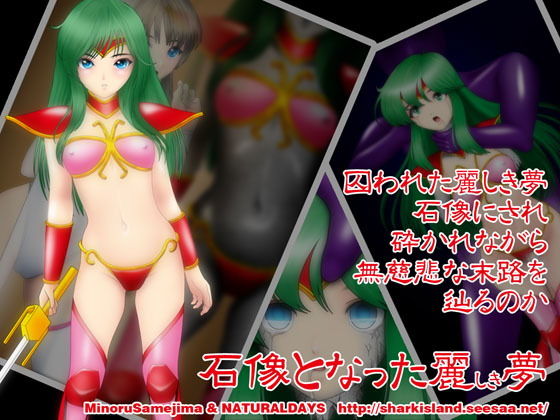 囚われた麗しき夢
石像にされ
砕かれながら
無慈悲な末路を
辿るのか
石像となった麗しき夢
MinoruSamejima & NATURALDAYS http://sharkisland.seesaa.net/